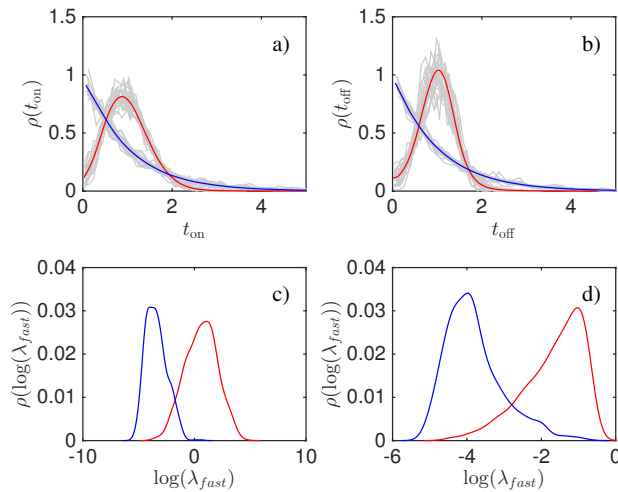 a)
ρ(t_on)
1.5
1
0.5
0
0 2 4
t_on
b)
ρ(t_off)
1.5
1
0.5
0
0 2 4
t_off
c)
ρ(log(λ_fast))
0.04
0.03
0.02
0.01
0
-10 0 10
log(λ_fast)
d)
ρ(log(λ_fast))
0.04
0.03
0.02
0.01
0
-6 -4 -2 0
log(λ_fast)